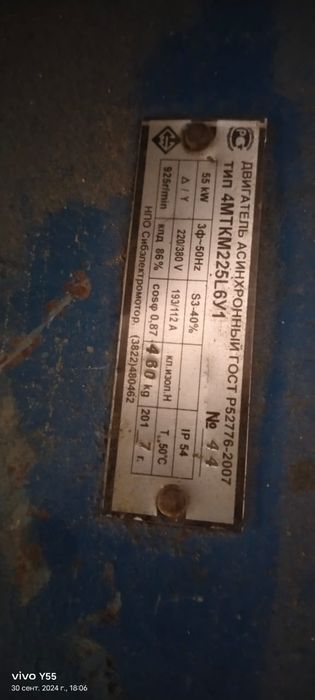 ДВИГАТЕЛЬ АСИНХРОННЫЙ ГОСТ Р52776-2007
ТИП 4МТКМ225L6У1 № 44
55 kW 3ф~50Hz S3-40% IP 54
Δ / Y 220/380 V 193/112 A кл.изол.Н Т 50°С
925r/min кпд 86% cosφ 0,87 460 kg 201 7 г.
НПО Сибэлектромотор. (3822)480462
vivo Y55
30 сент. 2024 г., 18:06